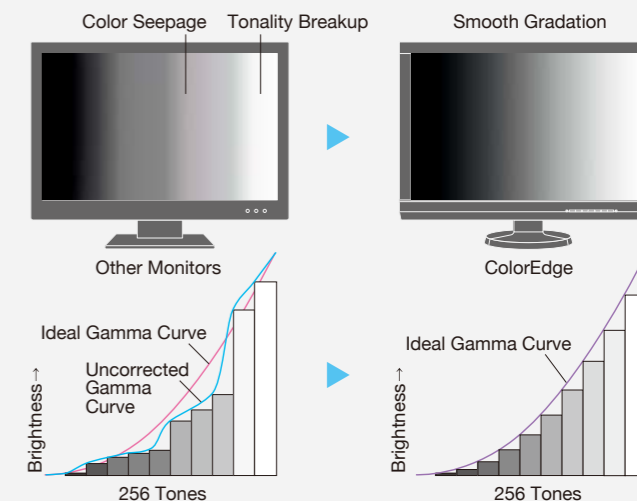 Color Seepage
Tonality Breakup
Smooth Gradation
Other Monitors
ColorEdge
Ideal Gamma Curve
Uncorrected
Gamma
Curve
Brightness→
256 Tones
Ideal Gamma Curve
Brightness→
256 Tones